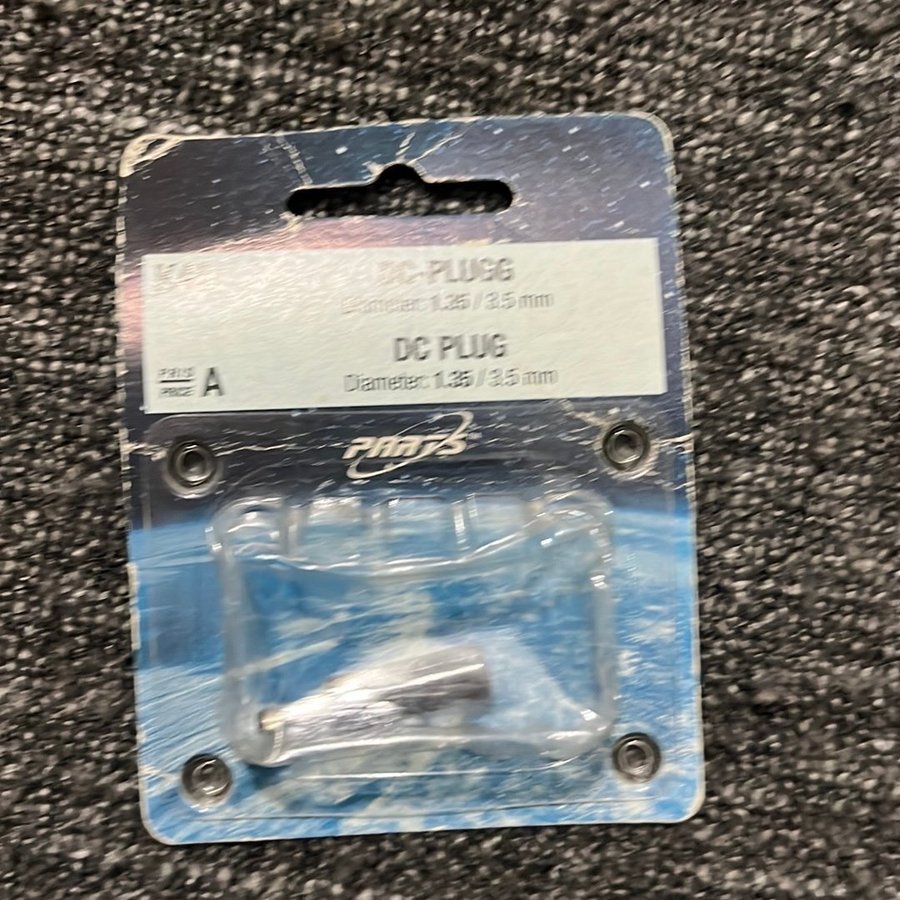 DC-PLUGG
Diameter: 1.35 / 3.5 mm
DC PLUG
Diameter: 1.35 / 3.5 mm
PRIS
PRICE A
PARTS